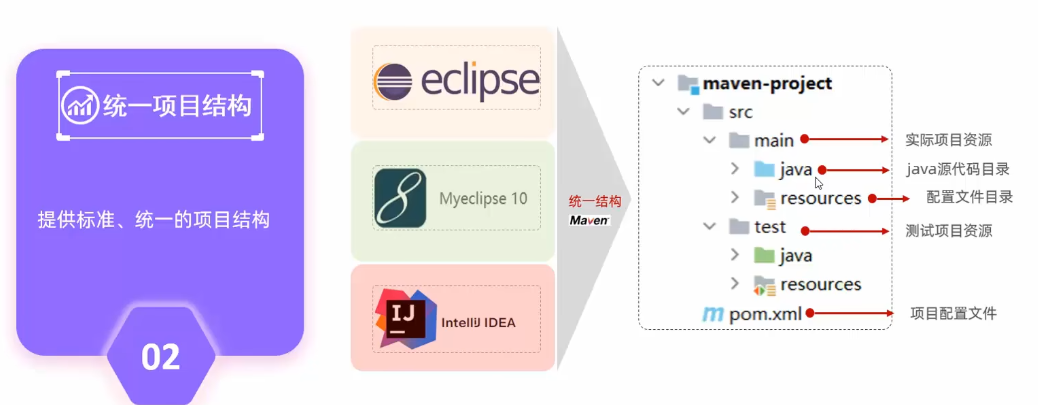 统一项目结构
提供标准、统一的项目结构
02
eclipse
Myeclipse 10
IJ
IntelliJ IDEA
统一结构
Maven
maven-project
src
main
实际项目资源
java
java源代码目录
resources
配置文件目录
test
测试项目资源
java
resources
pom.xml
项目配置文件